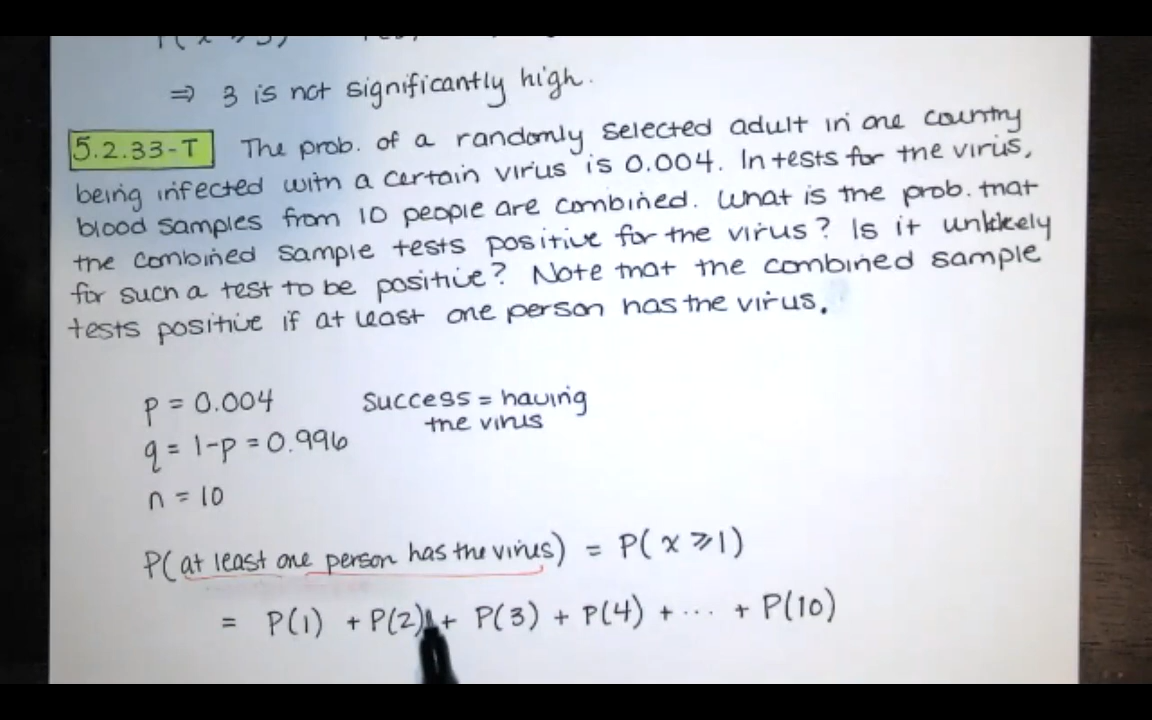 ⇒ 3 is not significantly high.
5.2.33-T The prob. of a randomly selected adult in one country
being infected with a certain virus is 0.004. In tests for the virus,
blood samples from 10 people are combined. What is the prob. that
the combined sample tests positive for the virus? Is it unlikely
for such a test to be positive? Note that the combined sample
tests positive if at least one person has the virus.
p = 0.004 Success = having
the virus
q = 1-p = 0.996
n = 10
P(at least one person has the virus) = P(x ⩾ 1)
= P(1) + P(2) + P(3) + P(4) + ... + P(10)